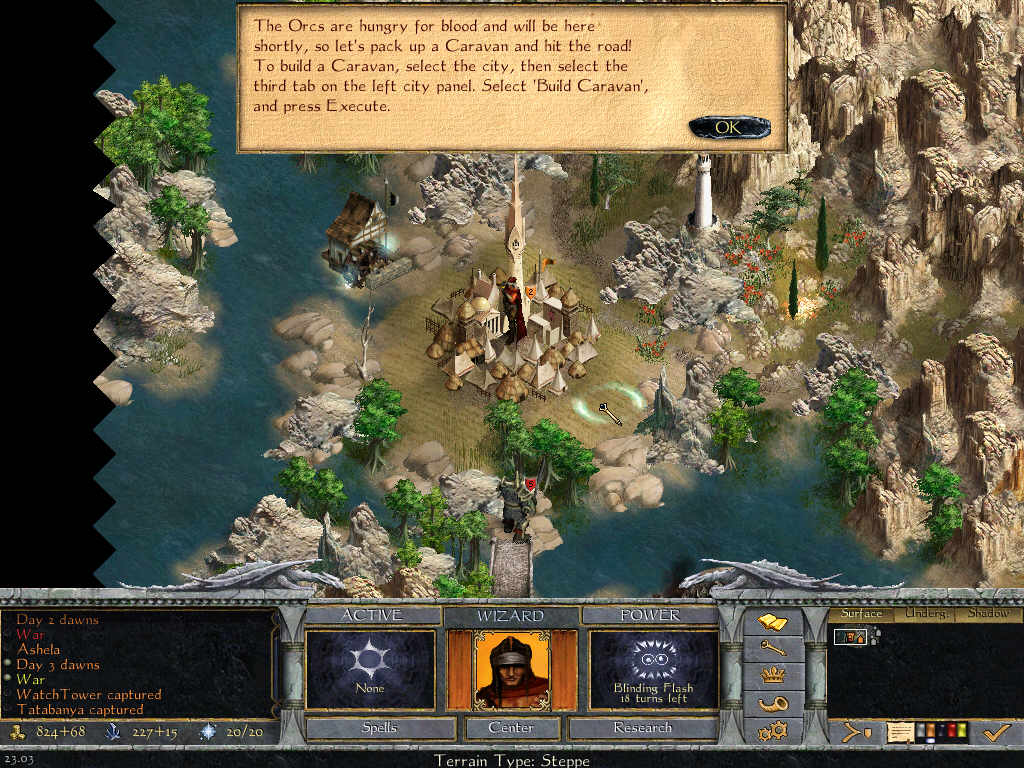 The Orcs are hungry for blood and will be here
shortly, so let's pack up a Caravan and hit the road!
To build a Caravan, select the city, then select the
third tab on the left city panel. Select 'Build Caravan',
and press Execute.
OK
2
Day 2 dawns
War
Ashela
Day 3 dawns
War
WatchTower captured
Tatabanya captured
824+68
227+15
20/20
ACTIVE
WIZARD
POWER
None
Blinding Flash
18 turns left
Spells
Center
Research
Surface
Underg.
Shadow
23.03
Terrain Type: Steppe